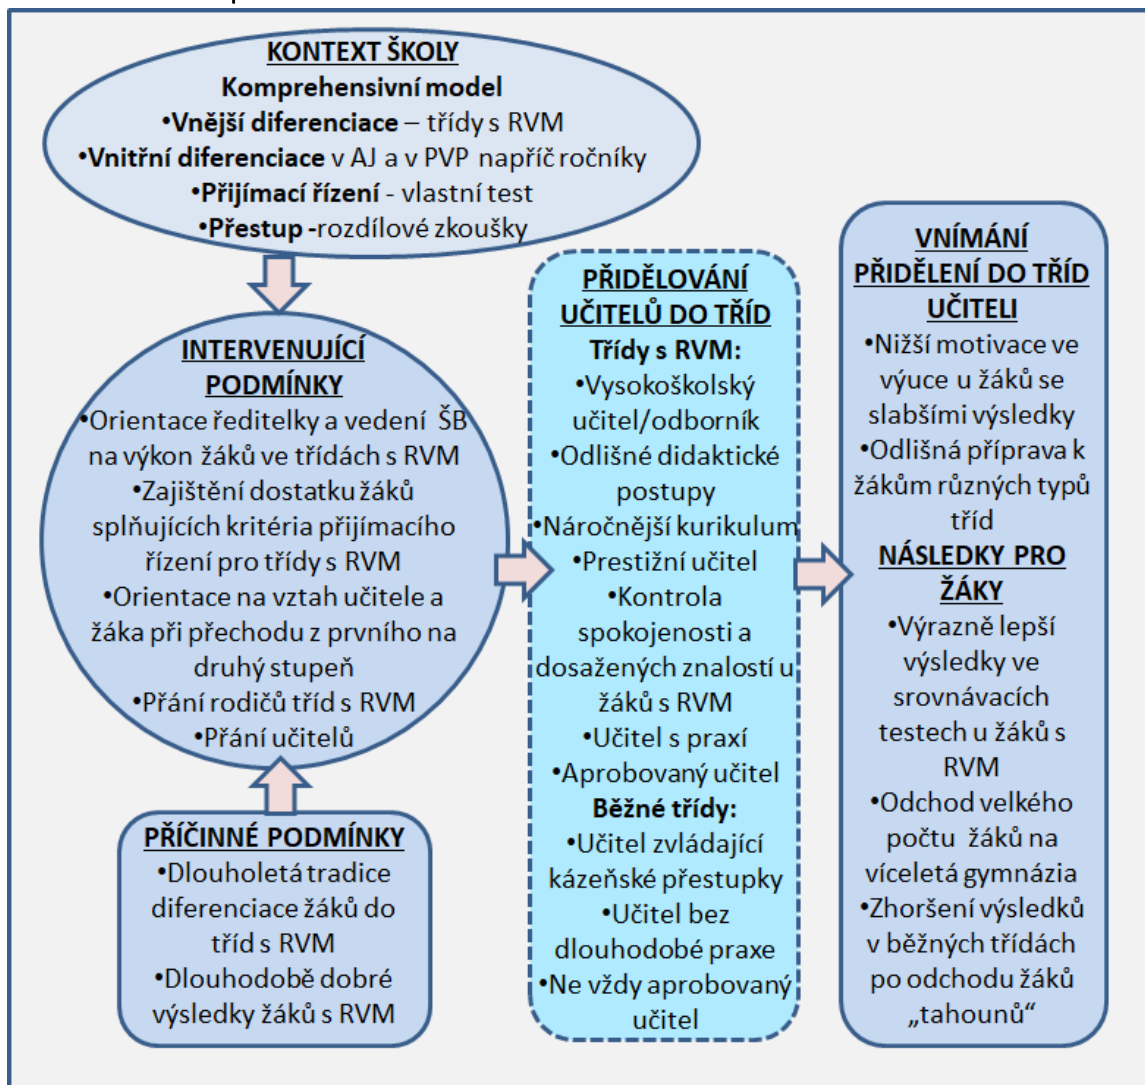 KONTEXT ŠKOLY
Komprehensivní model
•Vnější diferenciace – třídy s RVM
•Vnitřní diferenciace v AJ a v PVP napříč ročníky
•Přijímací řízení - vlastní test
•Přestup -rozdílové zkoušky
INTERVENUJÍCÍ
PODMÍNKY
•Orientace ředitelky a vedení ŠB
na výkon žáků ve třídách s RVM
•Zajištění dostatku žáků
splňujících kritéria přijímacího
řízení pro třídy s RVM
•Orientace na vztah učitele a
žáka při přechodu z prvního na
druhý stupeň
•Přání rodičů tříd s RVM
•Přání učitelů
PŘÍČINNÉ PODMÍNKY
•Dlouholetá tradice
diferenciace žáků do
tříd s RVM
•Dlouhodobě dobré
výsledky žáků s RVM
PŘIDĚLOVÁNÍ
UČITELŮ DO TŘÍD
Třídy s RVM:
•Vysokoškolský
učitel/odborník
•Odlišné didaktické
postupy
•Náročnější kurikulum
•Prestižní učitel
•Kontrola
spokojenosti a
dosažených znalostí u
žáků s RVM
•Učitel s praxí
•Aprobovaný učitel
Běžné třídy:
•Učitel zvládající
kázeňské přestupky
•Učitel bez
dlouhodobé praxe
•Ne vždy aprobovaný
učitel
VNÍMÁNÍ
PŘIDĚLENÍ DO TŘÍD
UČITELI
•Nižší motivace ve
výuce u žáků se
slabšími výsledky
•Odlišná příprava k
žákům různých typů
tříd
NÁSLEDKY PRO
ŽÁKY
•Výrazně lepší
výsledky ve
srovnávacích
testech u žáků s
RVM
•Odchod velkého
počtu žáků na
víceletá gymnázia
•Zhoršení výsledků
v běžných třídách
po odchodu žáků
„tahounů“